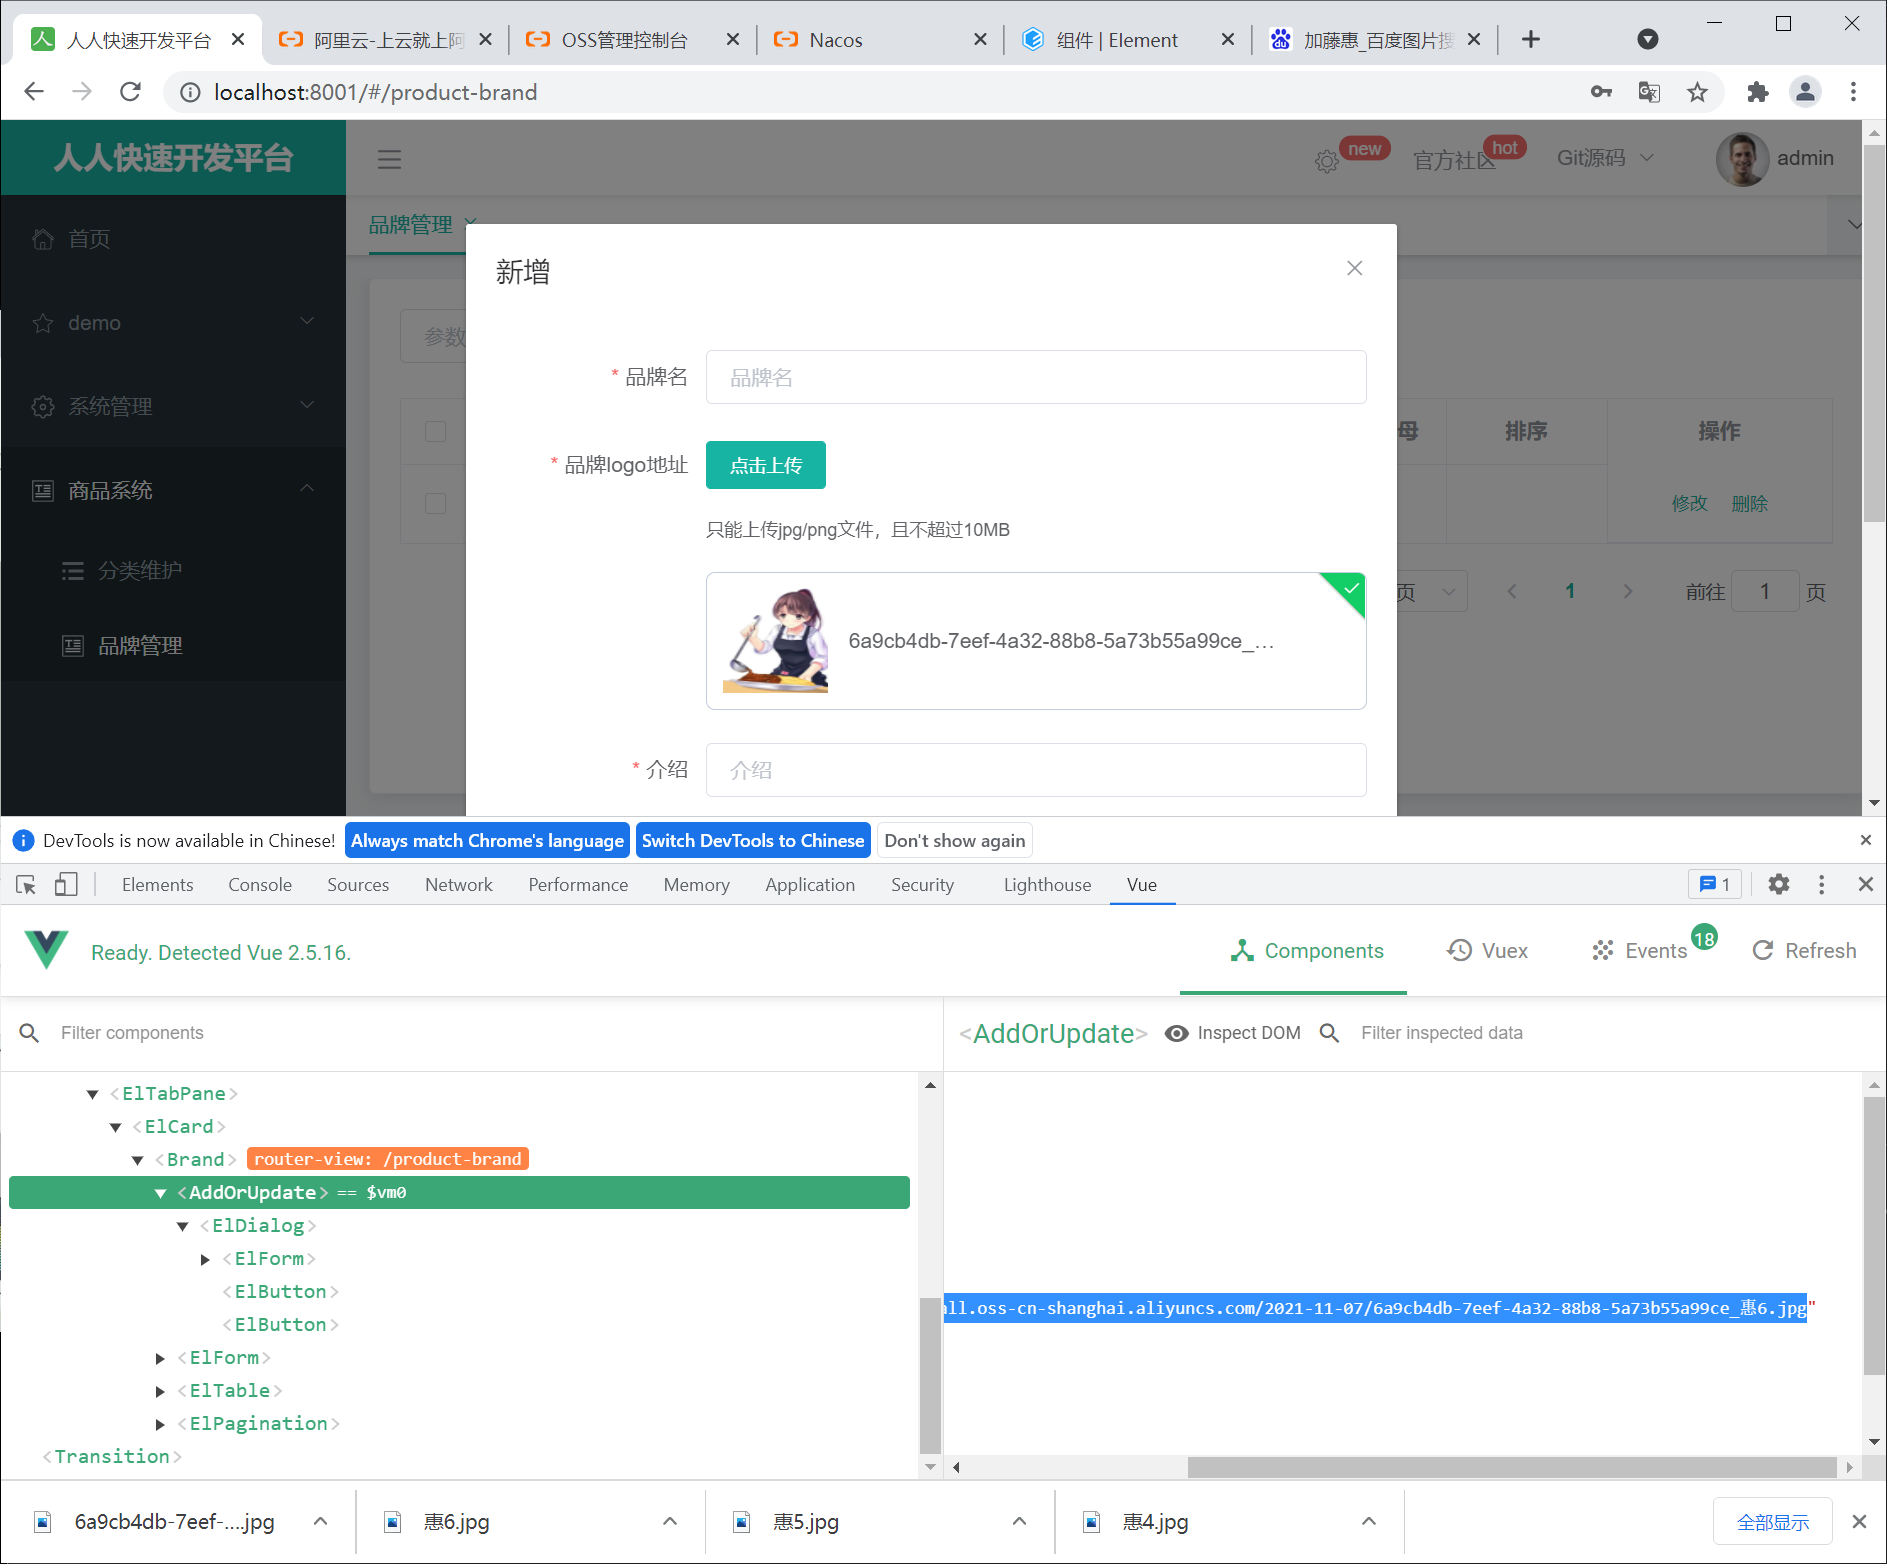 人人快速开发平台
阿里云-上云就上阿
OSS管理控制台
Nacos
组件 | Element
加藤惠_百度图片搜
localhost:8001/#/product-brand
人人快速开发平台
new
官方社区
hot
Git源码
admin
首页
demo
系统管理
商品系统
分类维护
品牌管理
品牌管理
参数
母
排序
操作
修改
删除
页
1
前往
1
页
新增
* 品牌名
品牌名
* 品牌logo地址
点击上传
只能上传jpg/png文件，且不超过10MB
6a9cb4db-7eef-4a32-88b8-5a73b55a99ce_...
* 介绍
介绍
DevTools is now available in Chinese!
Always match Chrome's language
Switch DevTools to Chinese
Don't show again
Elements
Console
Sources
Network
Performance
Memory
Application
Security
Lighthouse
Vue
1
Ready. Detected Vue 2.5.16.
Components
Vuex
Events
18
Refresh
Filter components
<AddOrUpdate>
Inspect DOM
Filter inspected data
<ElTabPane>
<ElCard>
<Brand> router-view: /product-brand
<AddOrUpdate> == $vm0
<ElDialog>
<ElForm>
<ElButton>
<ElButton>
<ElForm>
<ElTable>
<ElPagination>
<Transition>
all.oss-cn-shanghai.aliyuncs.com/2021-11-07/6a9cb4db-7eef-4a32-88b8-5a73b55a99ce_惠6.jpg"
6a9cb4db-7eef-....jpg
惠6.jpg
惠5.jpg
惠4.jpg
全部显示